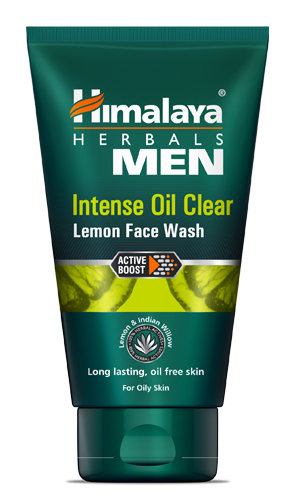 Himalaya®
HERBALS
MEN
Intense Oil Clear
Lemon Face Wash
ACTIVE
BOOST
Lemon & Indian Willow
Long lasting, oil free skin
For Oily Skin